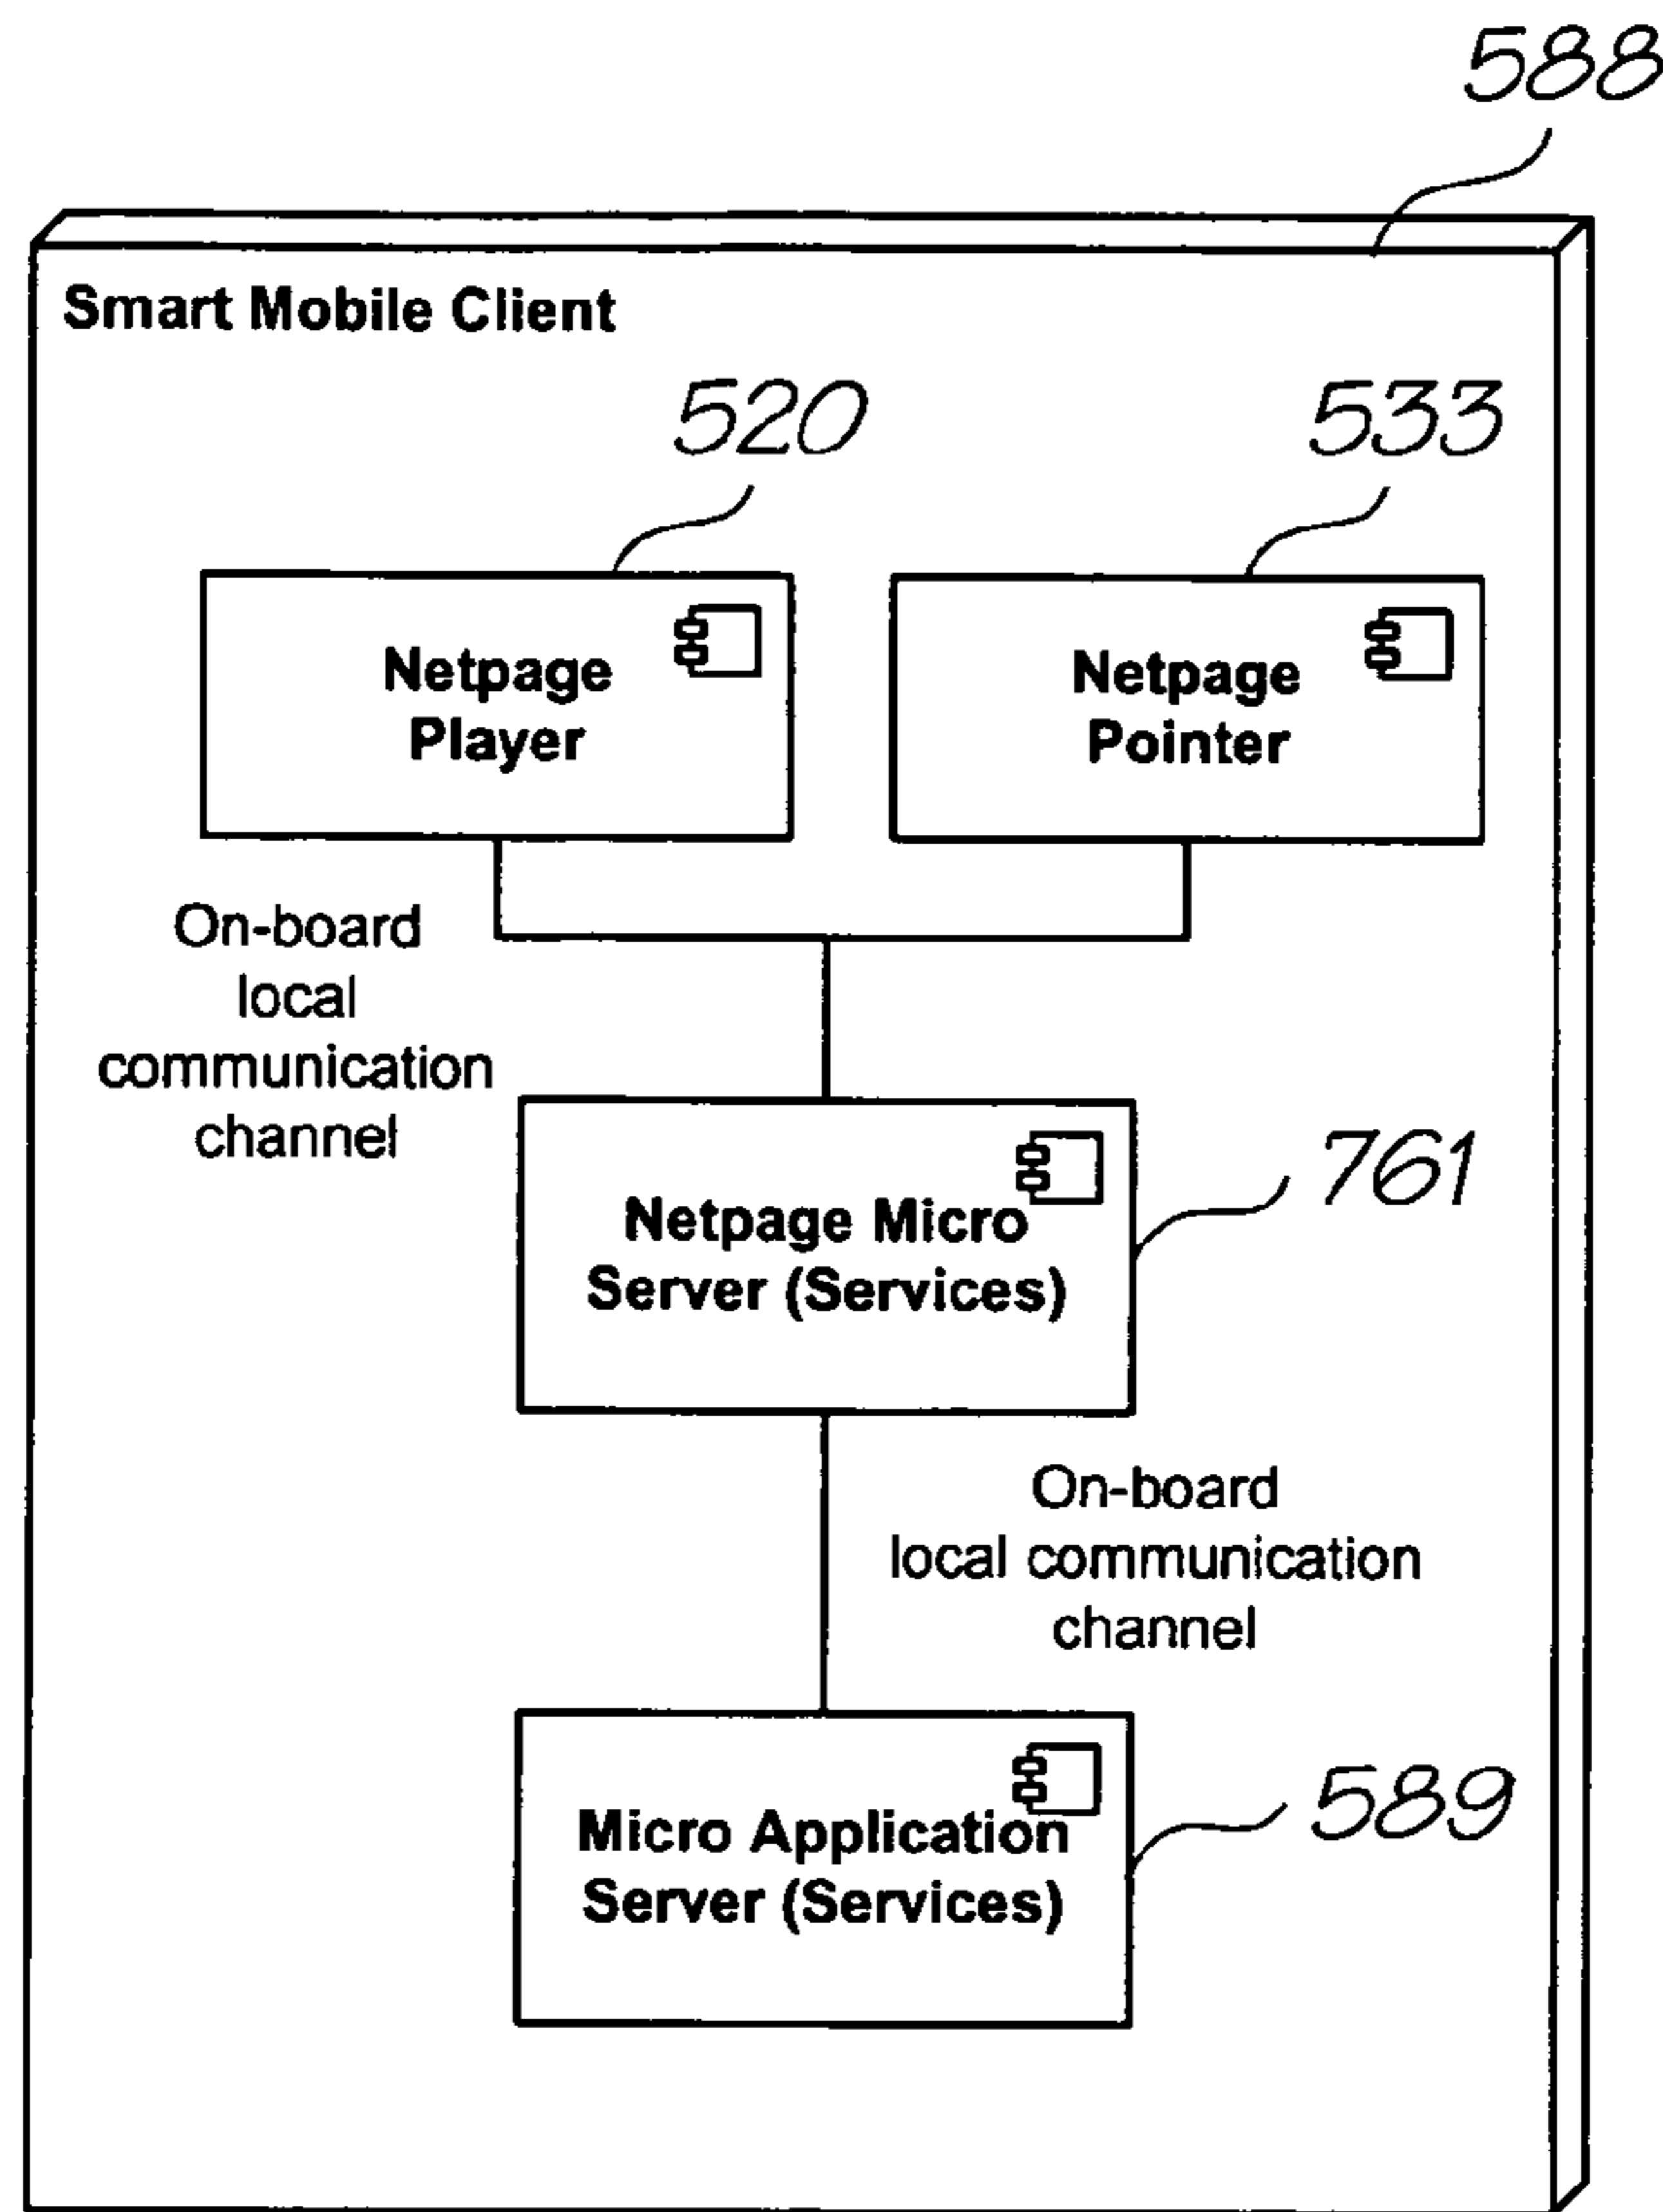 588
Smart Mobile Client
520
533
Netpage
Player
Netpage
Pointer
On-board
local
communication
channel
761
Netpage Micro
Server (Services)
On-board
local communication
channel
589
Micro Application
Server (Services)